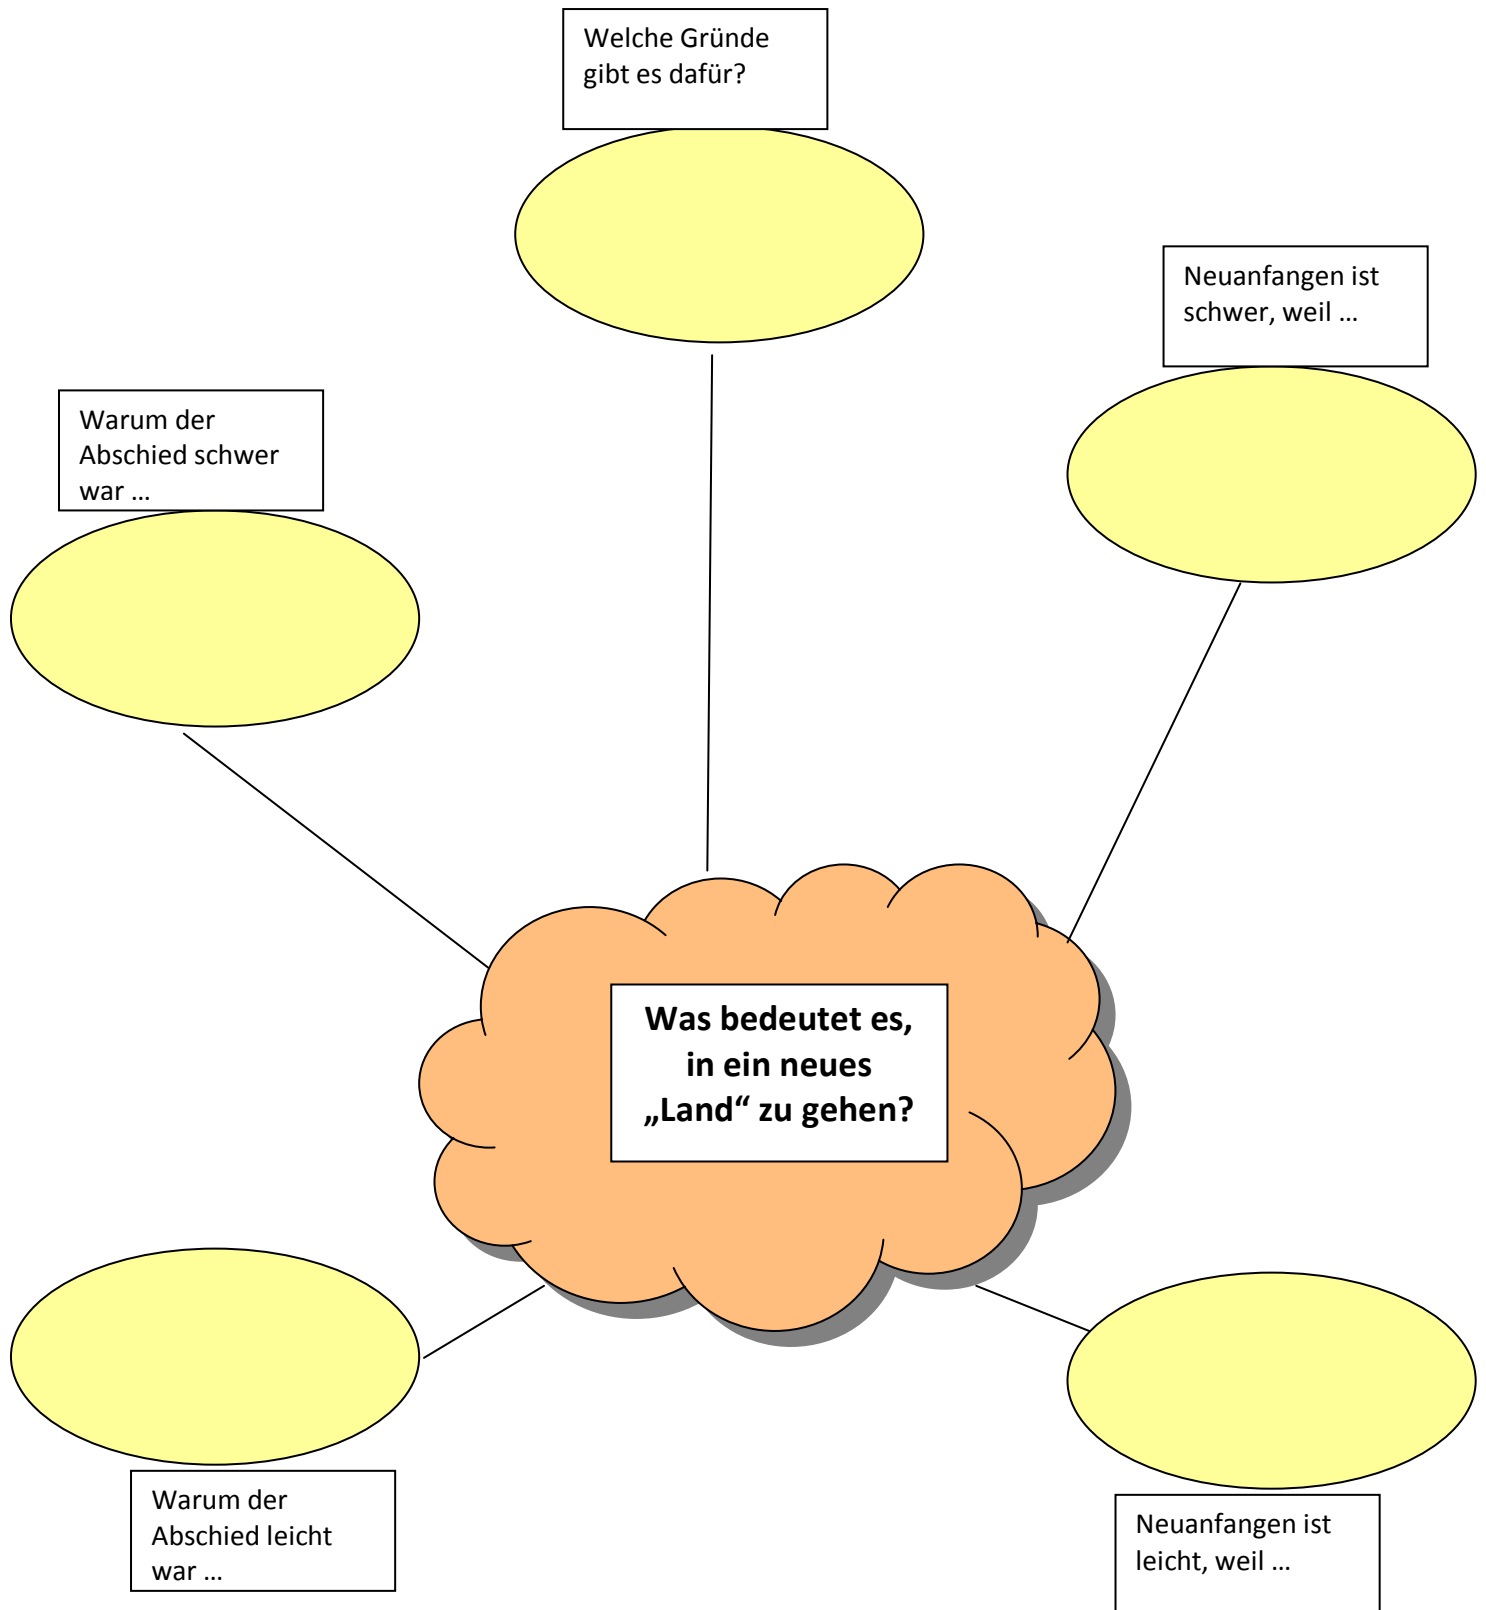 Welche Gründe
gibt es dafür?
Neuanfangen ist
schwer, weil …
Warum der
Abschied schwer
war …
Was bedeutet es,
in ein neues
„Land“ zu gehen?
Warum der
Abschied leicht
war …
Neuanfangen ist
leicht, weil …